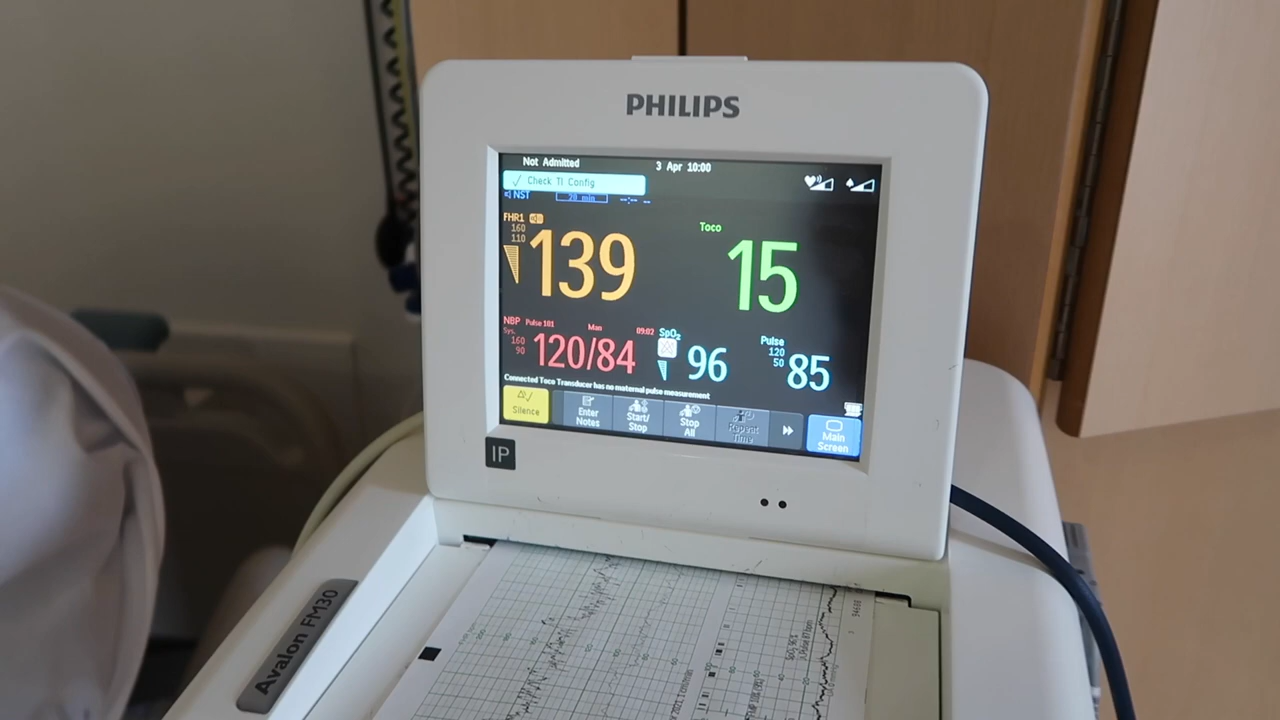 PHILIPS
Not Admitted
3 Apr 10:00
✓ Check TI Config
NST 20 min --:-- --
FHR1
160
110
139
Toco
15
NBP Pulse 101 Man 09:02
Sys.
160
90
120/84
SpO₂
96
Pulse
120
50
85
Connected Toco Transducer has no maternal pulse measurement
Silence
Enter
Notes
Start/
Stop
Stop
All
Repeat
Time
Main
Screen
IP
Avalon FM30